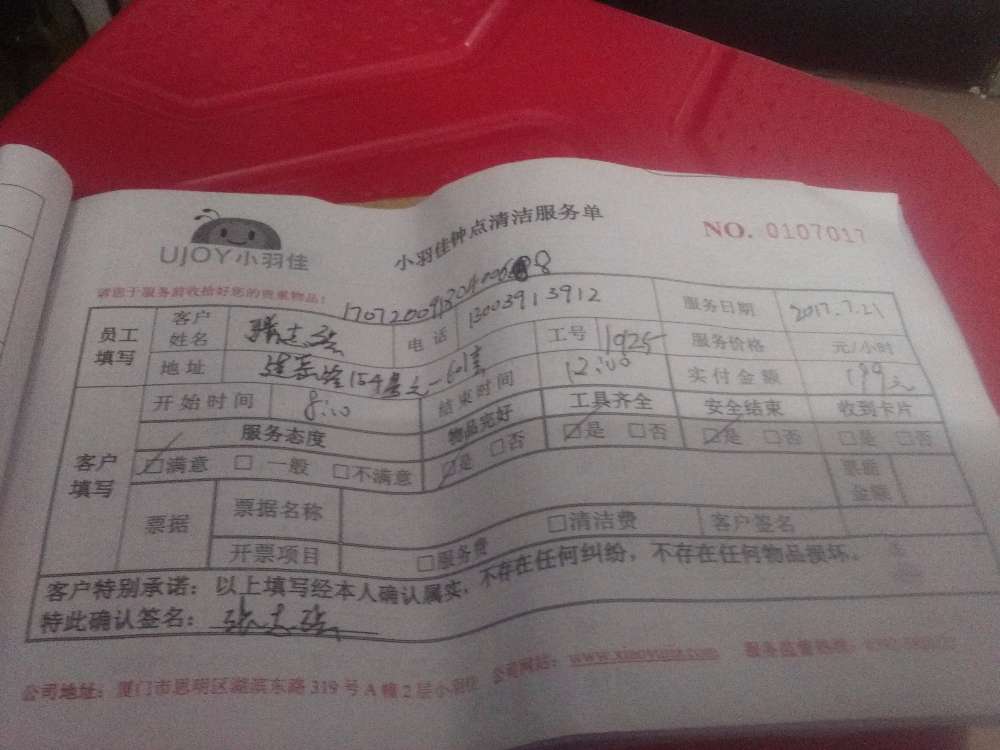 UJOY小羽佳
小羽佳钟点清洁服务单
NO. 0107017
请您于服务前收拾好您的贵重物品！
员工填写 客户姓名 电话 13003913912 服务日期 2017.7.21
地址 工号 1925 服务价格 元/小时
开始时间 8:00 结束时间 12:00 实付金额 199元
客户填写 服务态度 物品完好 工具齐全 安全结束 收到卡片
☑满意 □一般 □不满意 ☑是 □否 ☑是 □否 ☑是 □否 □是 □否
票据 票据名称 票面金额
开票项目 □服务费 □清洁费 客户签名
客户特别承诺：以上填写经本人确认属实，不存在任何纠纷，不存在任何物品损坏。
特此确认签名：
公司地址：厦门市思明区湖滨东路319号A幢2层小羽佳 公司网站： 服务监督热线：